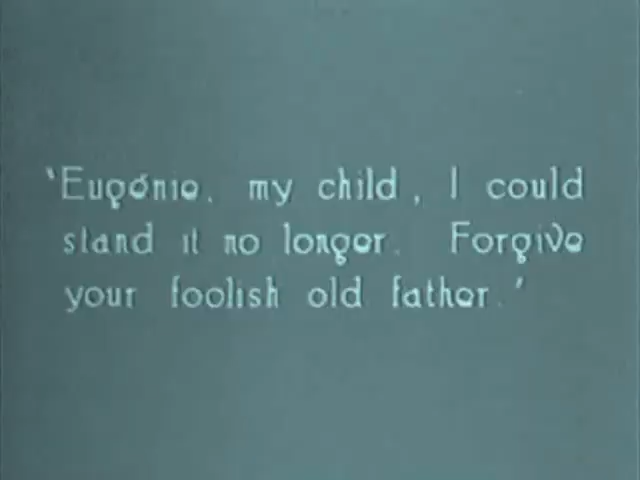 'Eugénie, my child, I could
stand it no longer. Forgive
your foolish old father.'